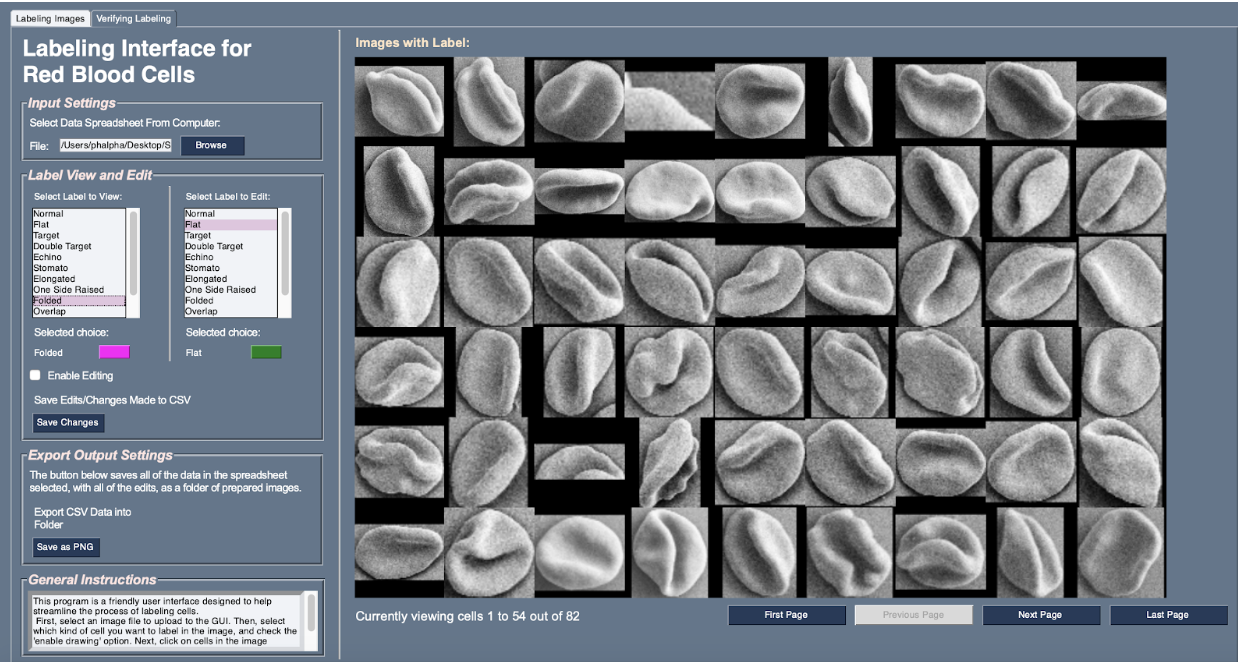 Labeling Images
Verifying Labeling
Labeling Interface for
Red Blood Cells
Input Settings
Select Data Spreadsheet From Computer:
File:
/Users/phalpha/Desktop/S
Browse
Label View and Edit
Select Label to View:
Normal
Flat
Target
Double Target
Echino
Stomato
Elongated
One Side Raised
Folded
Overlap
Selected choice:
Folded
Select Label to Edit:
Normal
Flat
Target
Double Target
Echino
Stomato
Elongated
One Side Raised
Folded
Overlap
Selected choice:
Flat
Enable Editing
Save Edits/Changes Made to CSV
Save Changes
Export Output Settings
The button below saves all of the data in the spreadsheet
selected, with all of the edits, as a folder of prepared images.
Export CSV Data into
Folder
Save as PNG
General Instructions
This program is a friendly user interface designed to help
streamline the process of labeling cells.
First, select an image file to upload to the GUI. Then, select
which kind of cell you want to label in the image, and check the
'enable drawing' option. Next, click on cells in the image
Images with Label:
Currently viewing cells 1 to 54 out of 82
First Page
Previous Page
Next Page
Last Page